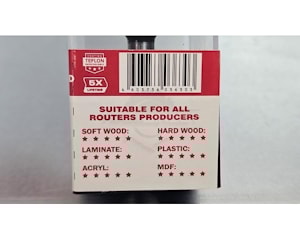 TEFLON
5X
LIFETIME
SUITABLE FOR ALL
ROUTERS PRODUCERS
SOFT WOOD: HARD WOOD:
★ ★ ★ ★ ★ ★ ★ ★ ★ ★
LAMINATE: PLASTIC:
★ ★ ★ ★ ★ ★ ★ ★ ★ ★
ACRYL: MDF:
★ ★ ★ ★ ★ ★ ★ ★ ★ ★